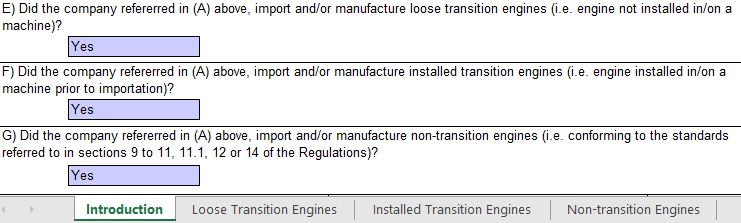 E) Did the company refererred in (A) above, import and/or manufacture loose transition engines (i.e. engine not installed in/on a
machine)?
Yes
F) Did the company refererred in (A) above, import and/or manufacture installed transition engines (i.e. engine installed in/on a
machine prior to importation)?
Yes
G) Did the company refererred in (A) above, import and/or manufacture non-transition engines (i.e. conforming to the standards
referred to in sections 9 to 11, 11.1, 12 or 14 of the Regulations)?
Yes
Introduction Loose Transition Engines Installed Transition Engines Non-transition Engines